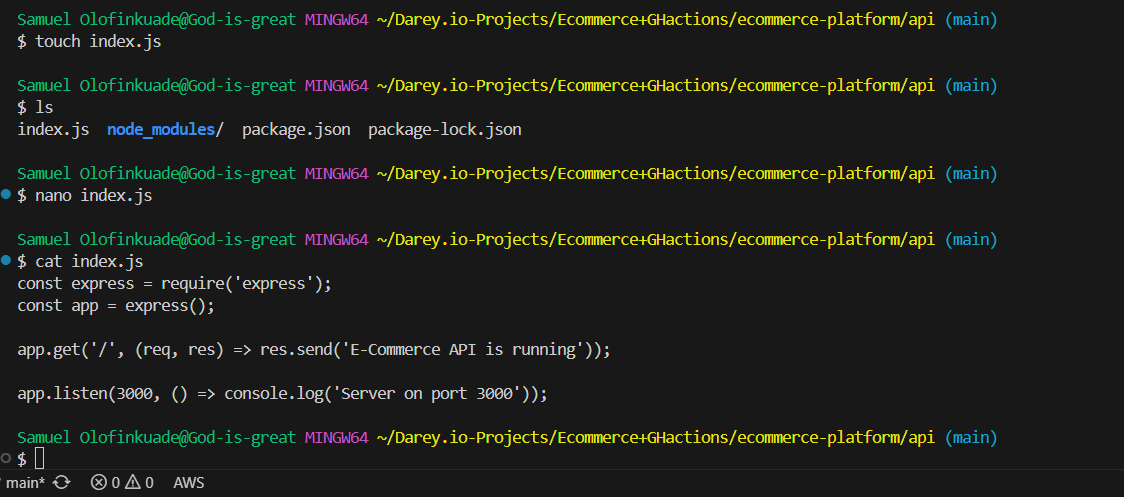 Samuel Olofinkuade@God-is-great MINGW64 ~/Darey.io-Projects/Ecommerce+GHactions/ecommerce-platform/api (main)
$ touch index.js
Samuel Olofinkuade@God-is-great MINGW64 ~/Darey.io-Projects/Ecommerce+GHactions/ecommerce-platform/api (main)
$ ls
index.js  node_modules/  package.json  package-lock.json
Samuel Olofinkuade@God-is-great MINGW64 ~/Darey.io-Projects/Ecommerce+GHactions/ecommerce-platform/api (main)
$ nano index.js
Samuel Olofinkuade@God-is-great MINGW64 ~/Darey.io-Projects/Ecommerce+GHactions/ecommerce-platform/api (main)
$ cat index.js
const express = require('express');
const app = express();
app.get('/', (req, res) => res.send('E-Commerce API is running'));
app.listen(3000, () => console.log('Server on port 3000'));
Samuel Olofinkuade@God-is-great MINGW64 ~/Darey.io-Projects/Ecommerce+GHactions/ecommerce-platform/api (main)
$
main* 0 0 AWS